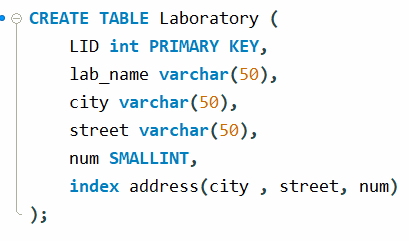 CREATE TABLE Laboratory (
LID int PRIMARY KEY,
lab_name varchar(50),
city varchar(50),
street varchar(50),
num SMALLINT,
index address(city , street, num)
);